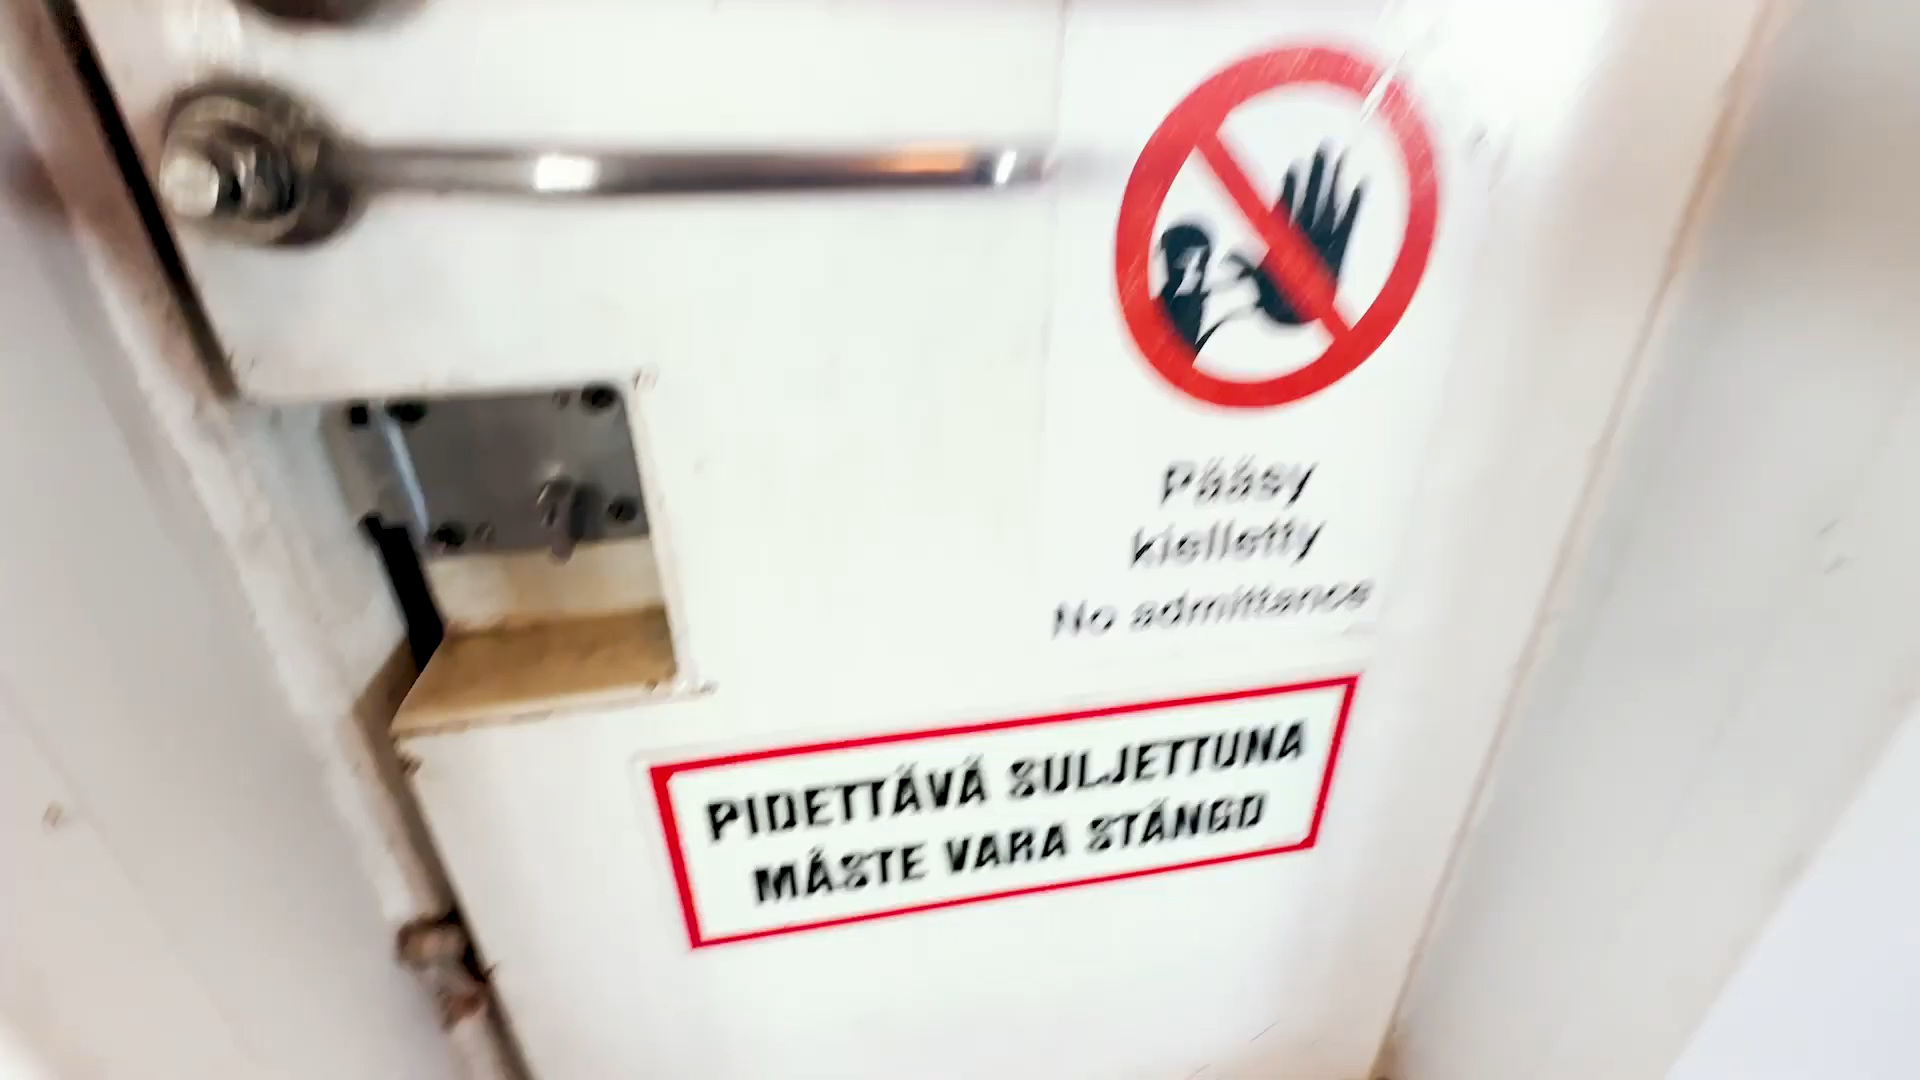 Pääsy
kielletty
No admittance
PIDETTÄVÄ SULJETTUNA
MÅSTE VARA STÄNGD